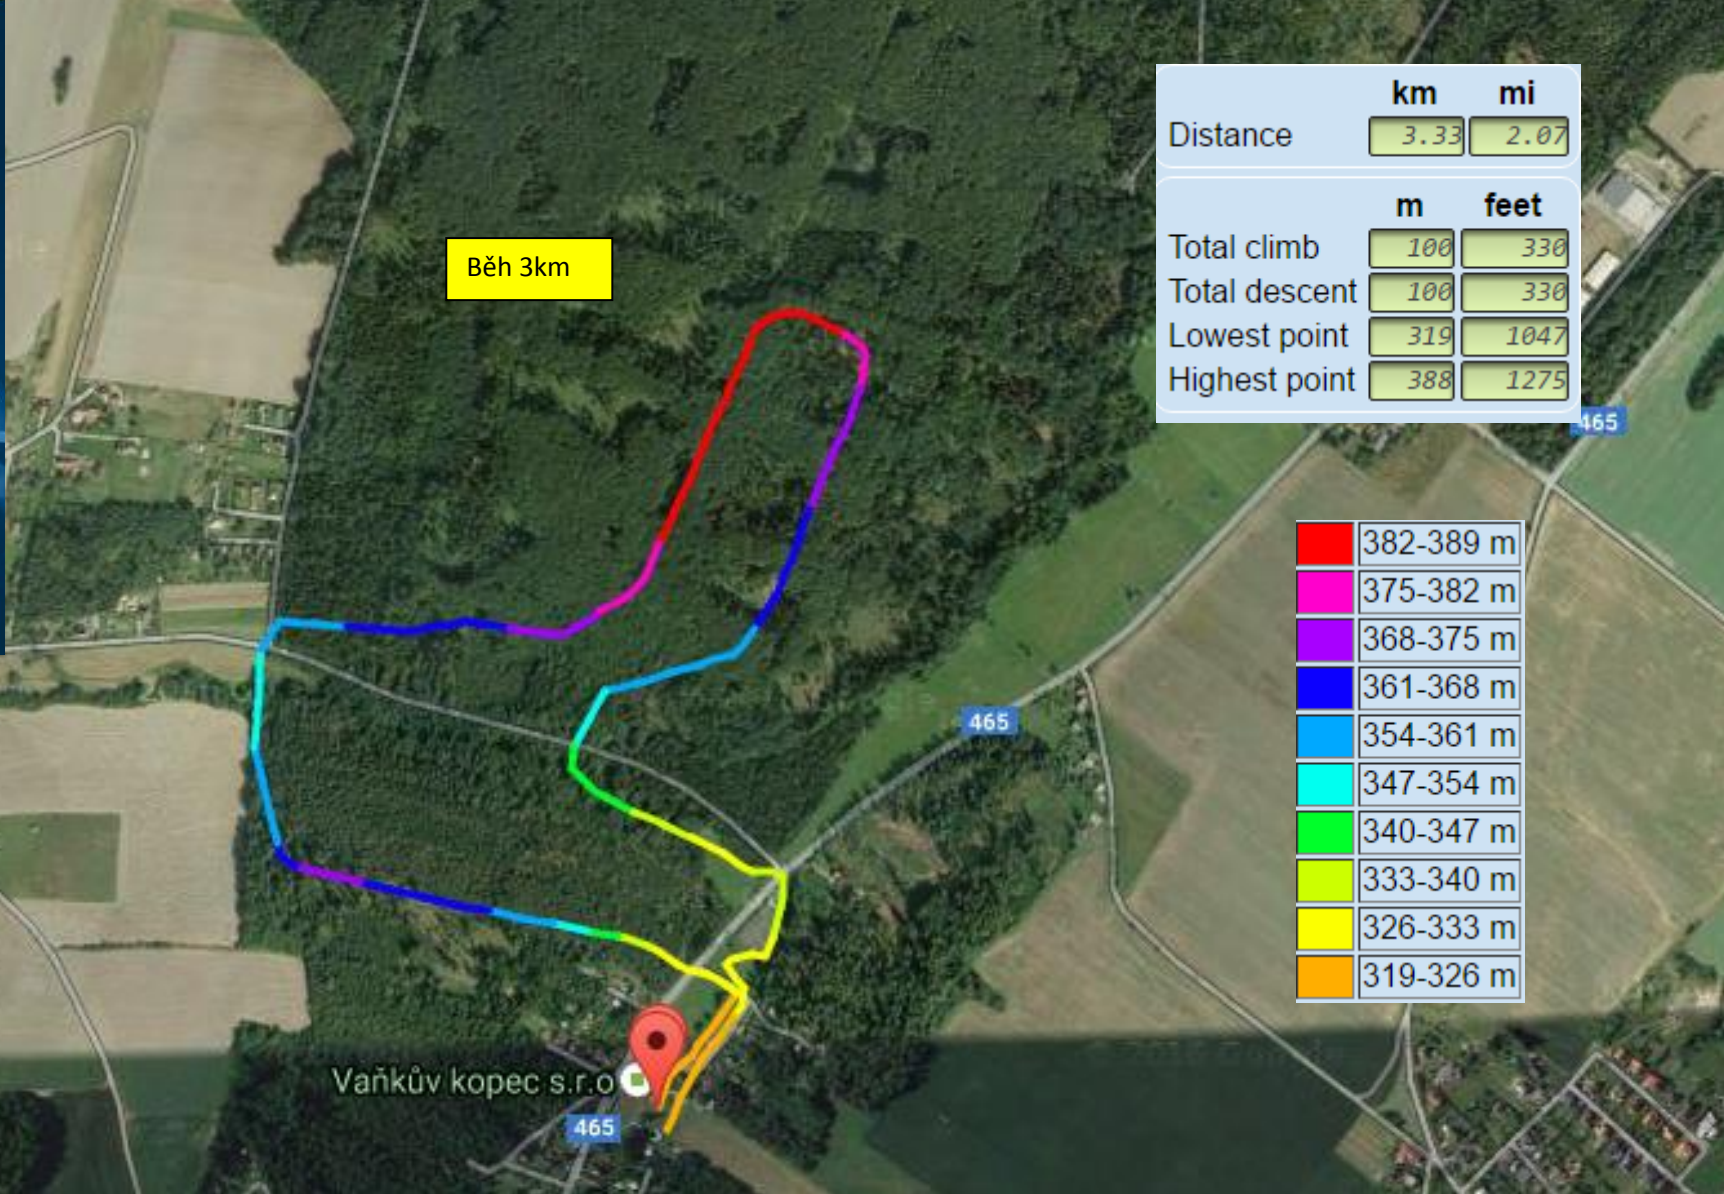 km mi
Distance 3.33 2.07
m feet
Total climb 100 330
Total descent 100 330
Lowest point 319 1047
Highest point 388 1275
Běh 3km
465
382-389 m
375-382 m
368-375 m
361-368 m
354-361 m
347-354 m
340-347 m
333-340 m
326-333 m
319-326 m
465
Vaňkův kopec s.r.o
465